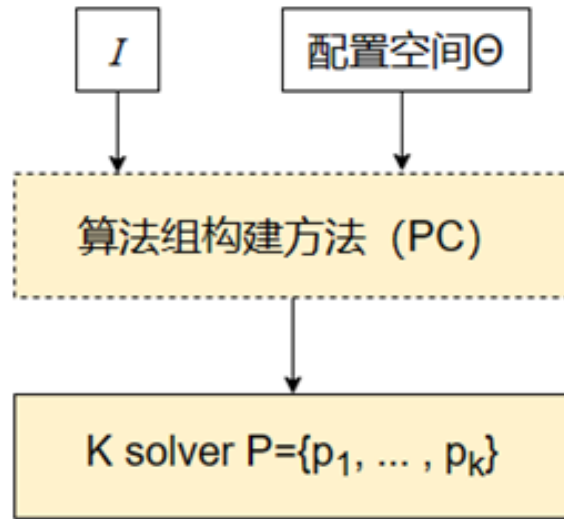 I
配置空间Θ
算法组构建方法（PC）
K solver P={p₁, ... , pₖ}